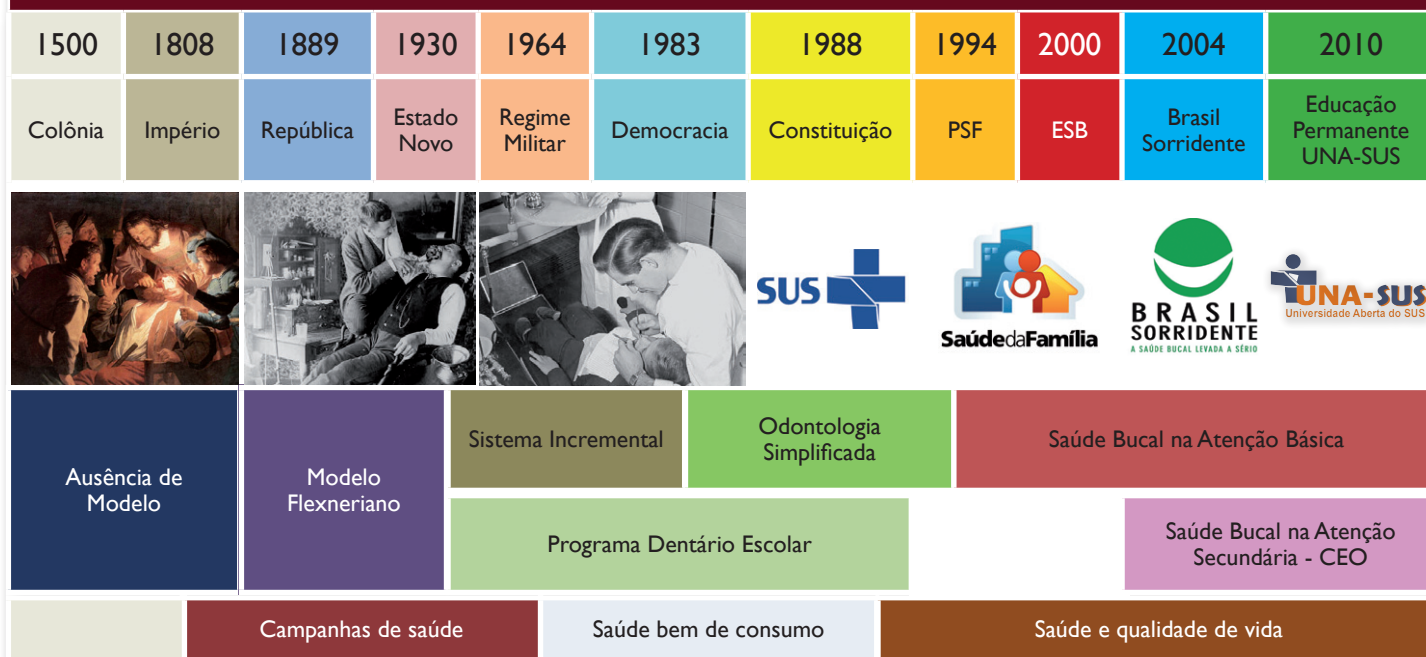 1500 1808 1889 1930 1964 1983 1988 1994 2000 2004 2010
Colônia Império República Estado Novo Regime Militar Democracia Constituição PSF ESB Brasil Sorridente Educação Permanente UNA-SUS
SUS
SaúdedaFamília
BRASIL
SORRIDENTE
A SAÚDE BUCAL LEVADA A SÉRIO
UNA-SUS
Universidade Aberta do SUS
Ausência de
Modelo
Modelo
Flexneriano
Sistema Incremental
Odontologia
Simplificada
Saúde Bucal na Atenção Básica
Programa Dentário Escolar
Saúde Bucal na Atenção
Secundária - CEO
Campanhas de saúde
Saúde bem de consumo
Saúde e qualidade de vida